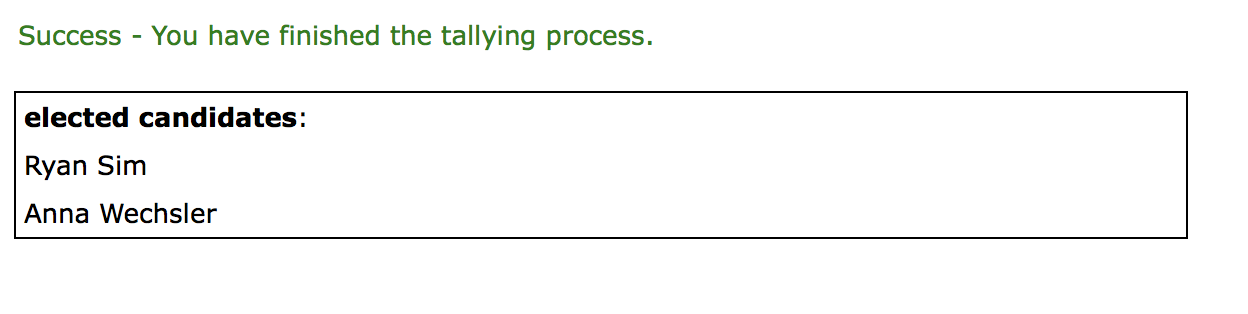 Success - You have finished the tallying process.
elected candidates:
Ryan Sim
Anna Wechsler